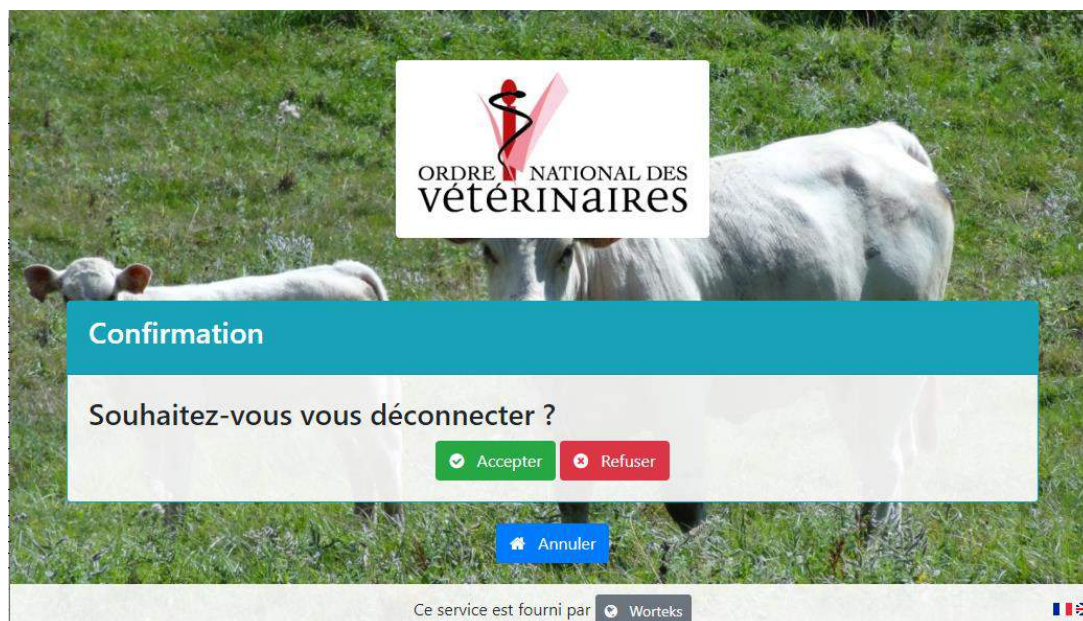 ORDRE NATIONAL DES
vétérinaires
Confirmation
Souhaitez-vous vous déconnecter ?
Accepter Refuser
Annuler
Ce service est fourni par Worteks